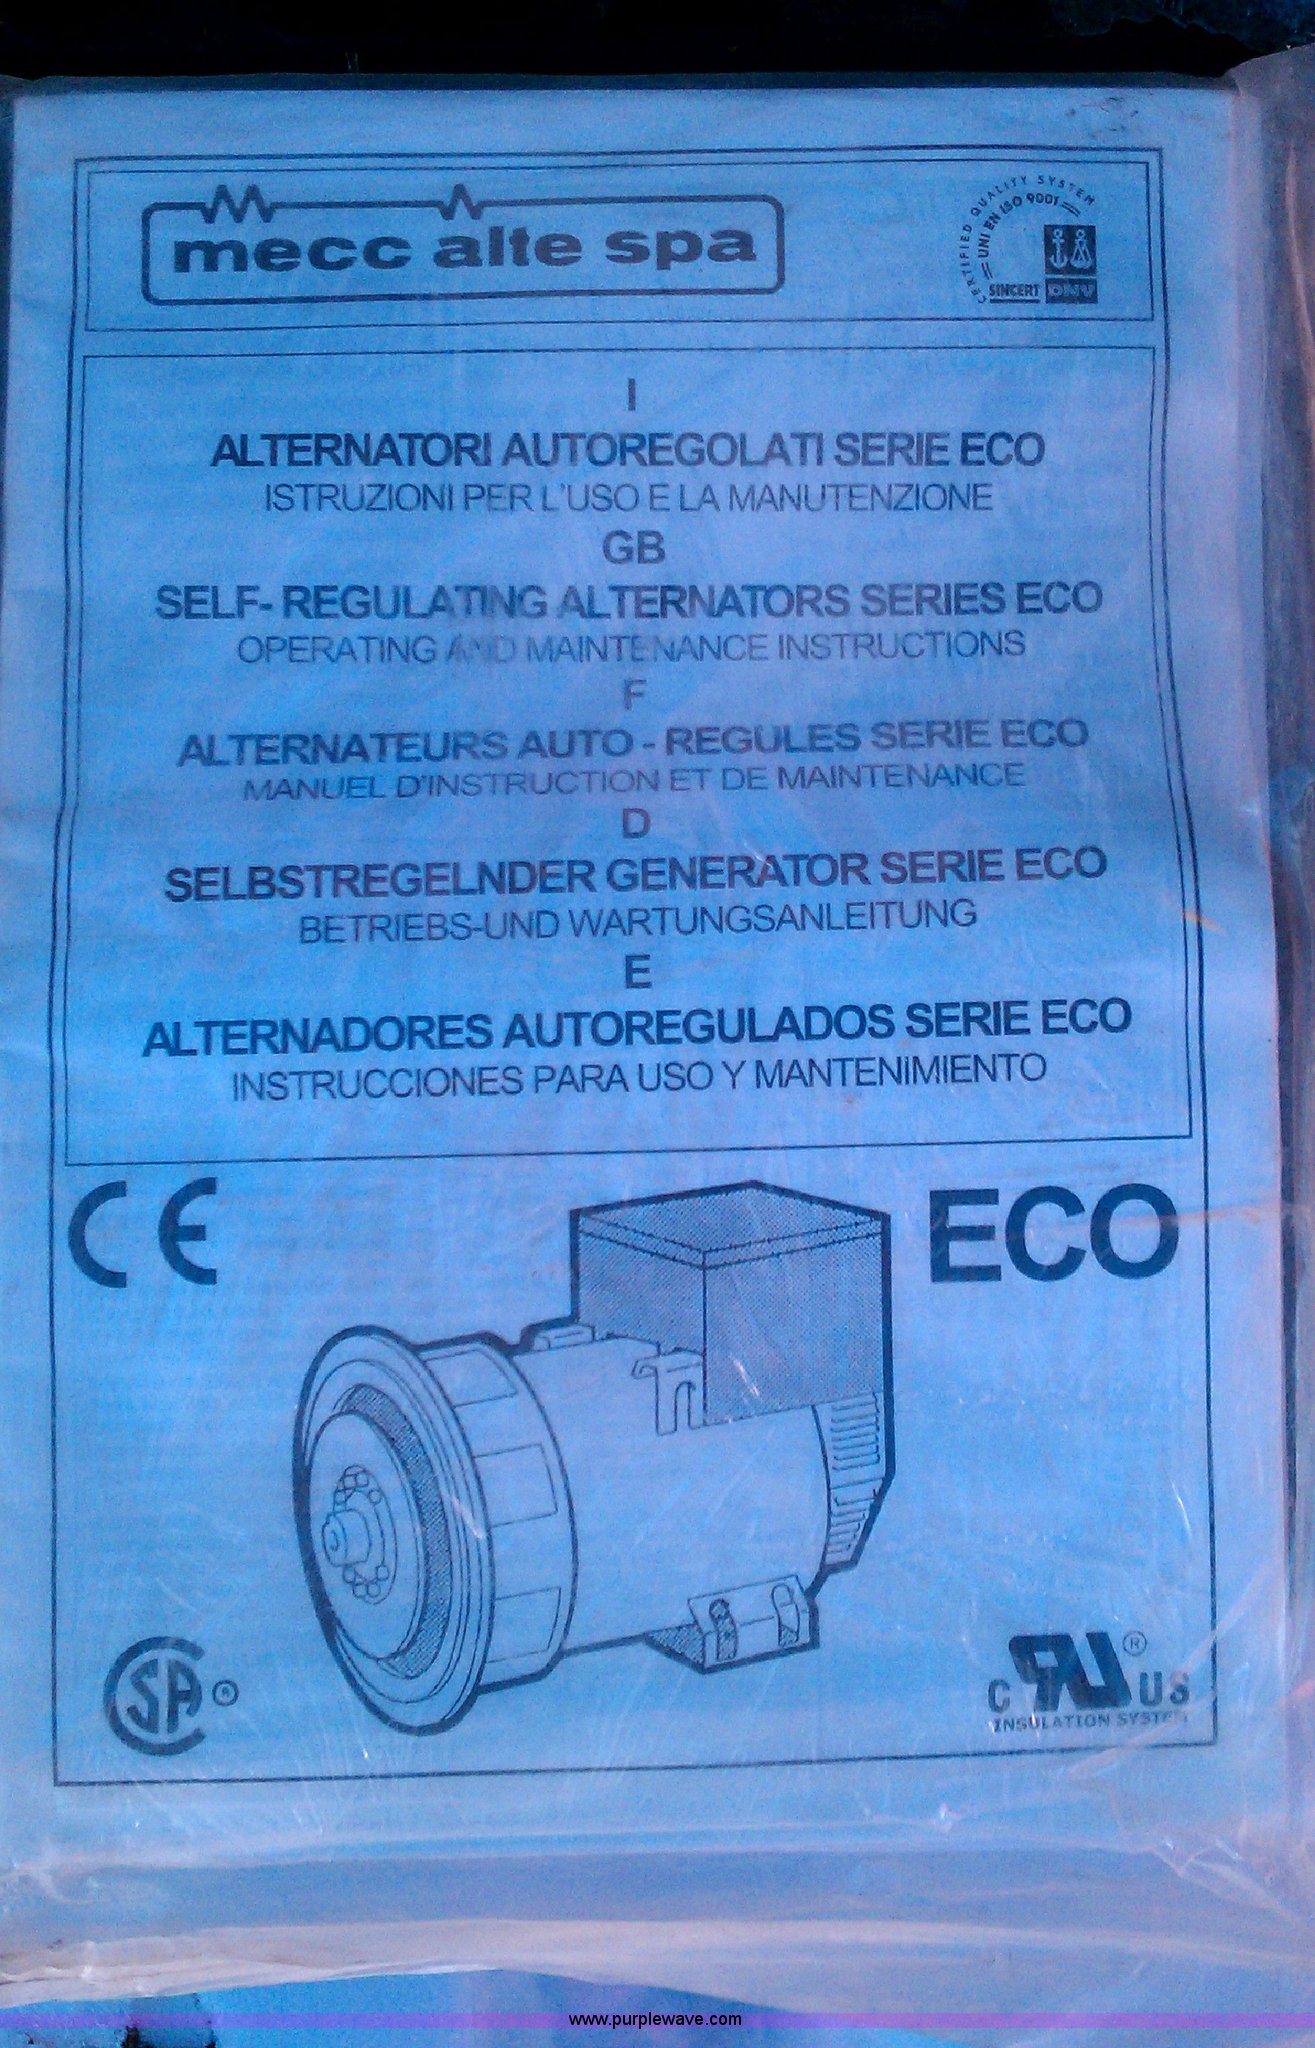 mecc alte spa
CERTIFIED QUALITY SYSTEM
UNI EN ISO 9001
SINCERT DNV
I
ALTERNATORI AUTOREGOLATI SERIE ECO
ISTRUZIONI PER L'USO E LA MANUTENZIONE
GB
SELF- REGULATING ALTERNATORS SERIES ECO
OPERATING AND MAINTENANCE INSTRUCTIONS
F
ALTERNATEURS AUTO - REGULES SERIE ECO
MANUEL D'INSTRUCTION ET DE MAINTENANCE
D
SELBSTREGELNDER GENERATOR SERIE ECO
BETRIEBS-UND WARTUNGSANLEITUNG
E
ALTERNADORES AUTOREGULADOS SERIE ECO
INSTRUCCIONES PARA USO Y MANTENIMIENTO
CE
ECO
CSA ®
C RU ® US
INSULATION SYSTEM
www.purplewave.com